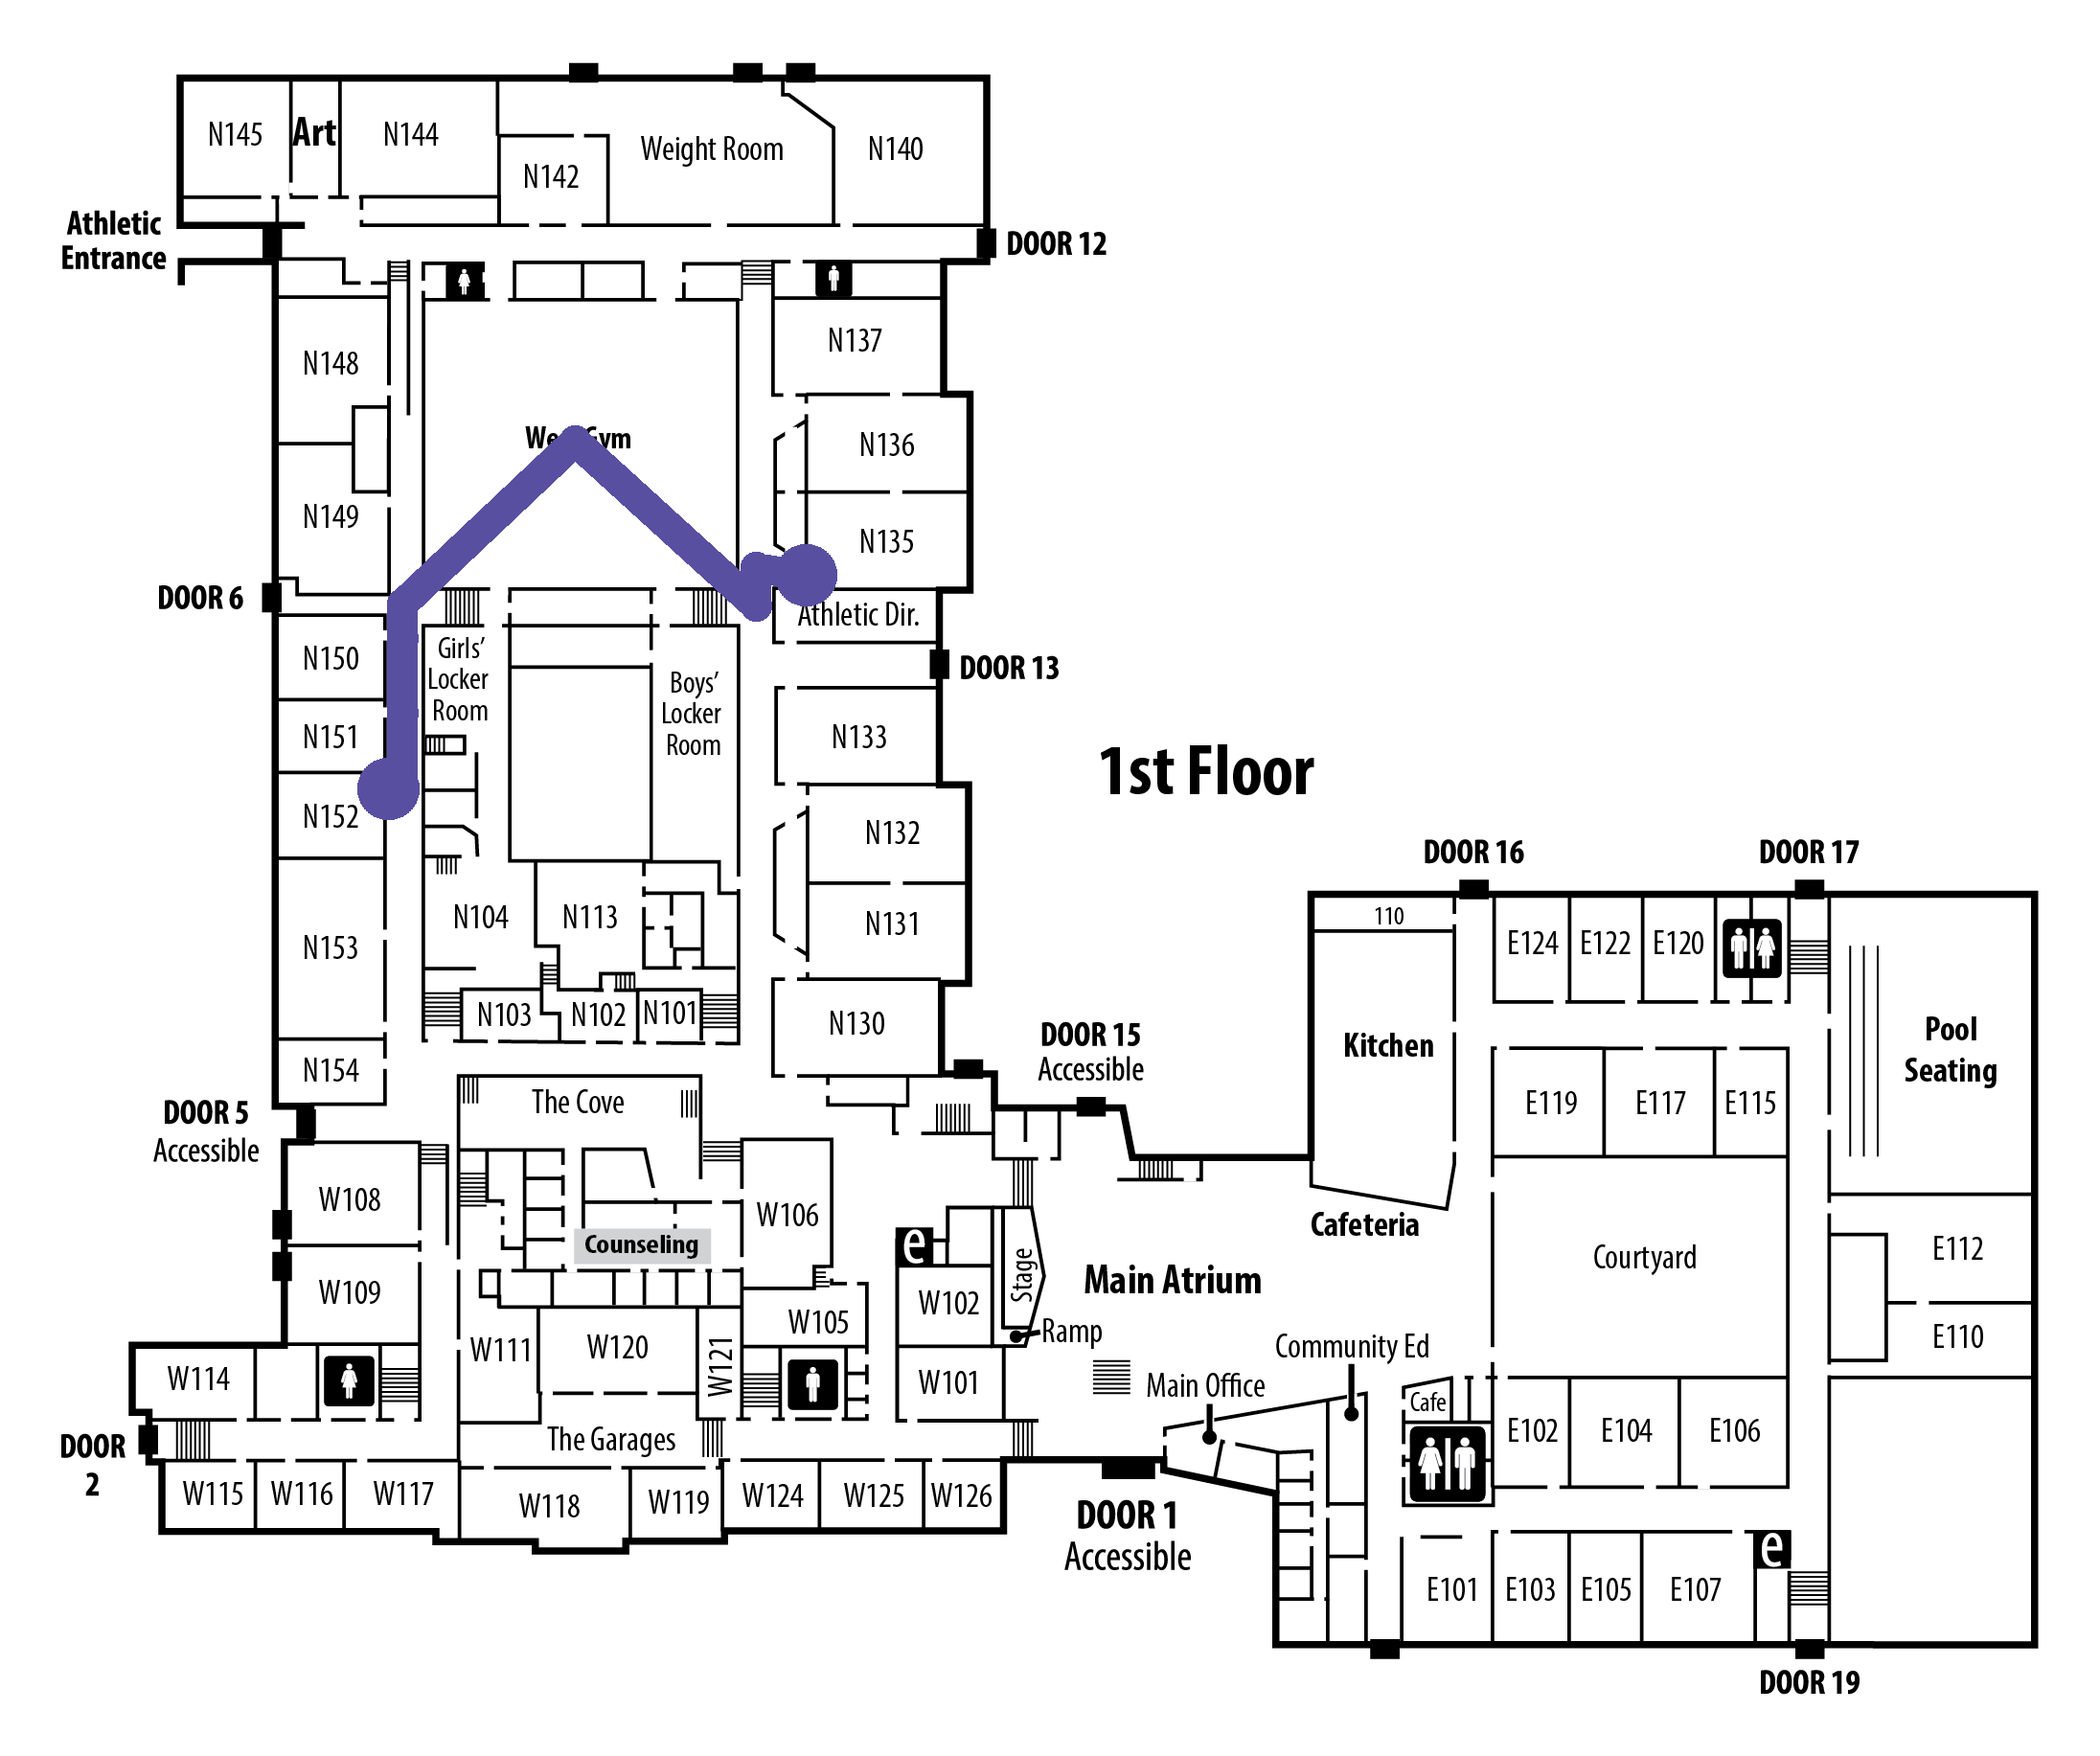 N145
Art
N144
N142
Weight Room
N140
Athletic
Entrance
DOOR 12
N148
N137
N136
N149
N135
DOOR 6
Athletic Dir.
N150
Girls'
Locker
Room
DOOR 13
Boys'
Locker
Room
N151
N133
1st Floor
N152
N132
DOOR 16
DOOR 17
N104
N113
N131
110
E124
E122
E120
N153
N103
N102
N101
N130
DOOR 15
Accessible
Kitchen
Pool
Seating
N154
The Cove
DOOR 5
Accessible
E119
E117
E115
W108
W106
Cafeteria
Counseling
e
Courtyard
E112
W109
Stage
Main Atrium
W102
W105
Ramp
E110
W111
W120
W121
Community Ed
W114
W101
Main Office
Cafe
The Garages
E102
E104
E106
DOOR
2
W115
W116
W117
W118
W119
W124
W125
W126
DOOR 1
Accessible
e
E101
E103
E105
E107
DOOR 19